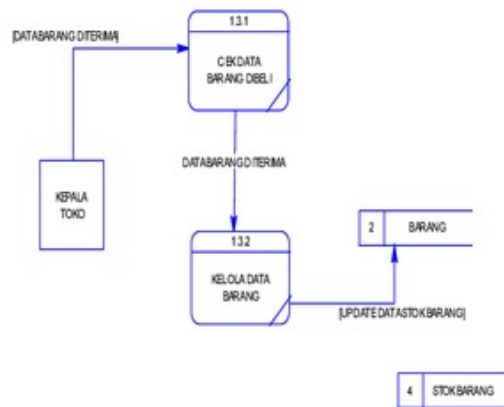 1.3.1
[DATA BARANG DITERIMA]
CEK DATA
BARANG DIBELI
DATA BARANG DITERIMA
KEPALA
TOKO
1.3.2
2 BARANG
KELOLA DATA
BARANG
[UPDATE DATA STOK BARANG]
4 STOK BARANG